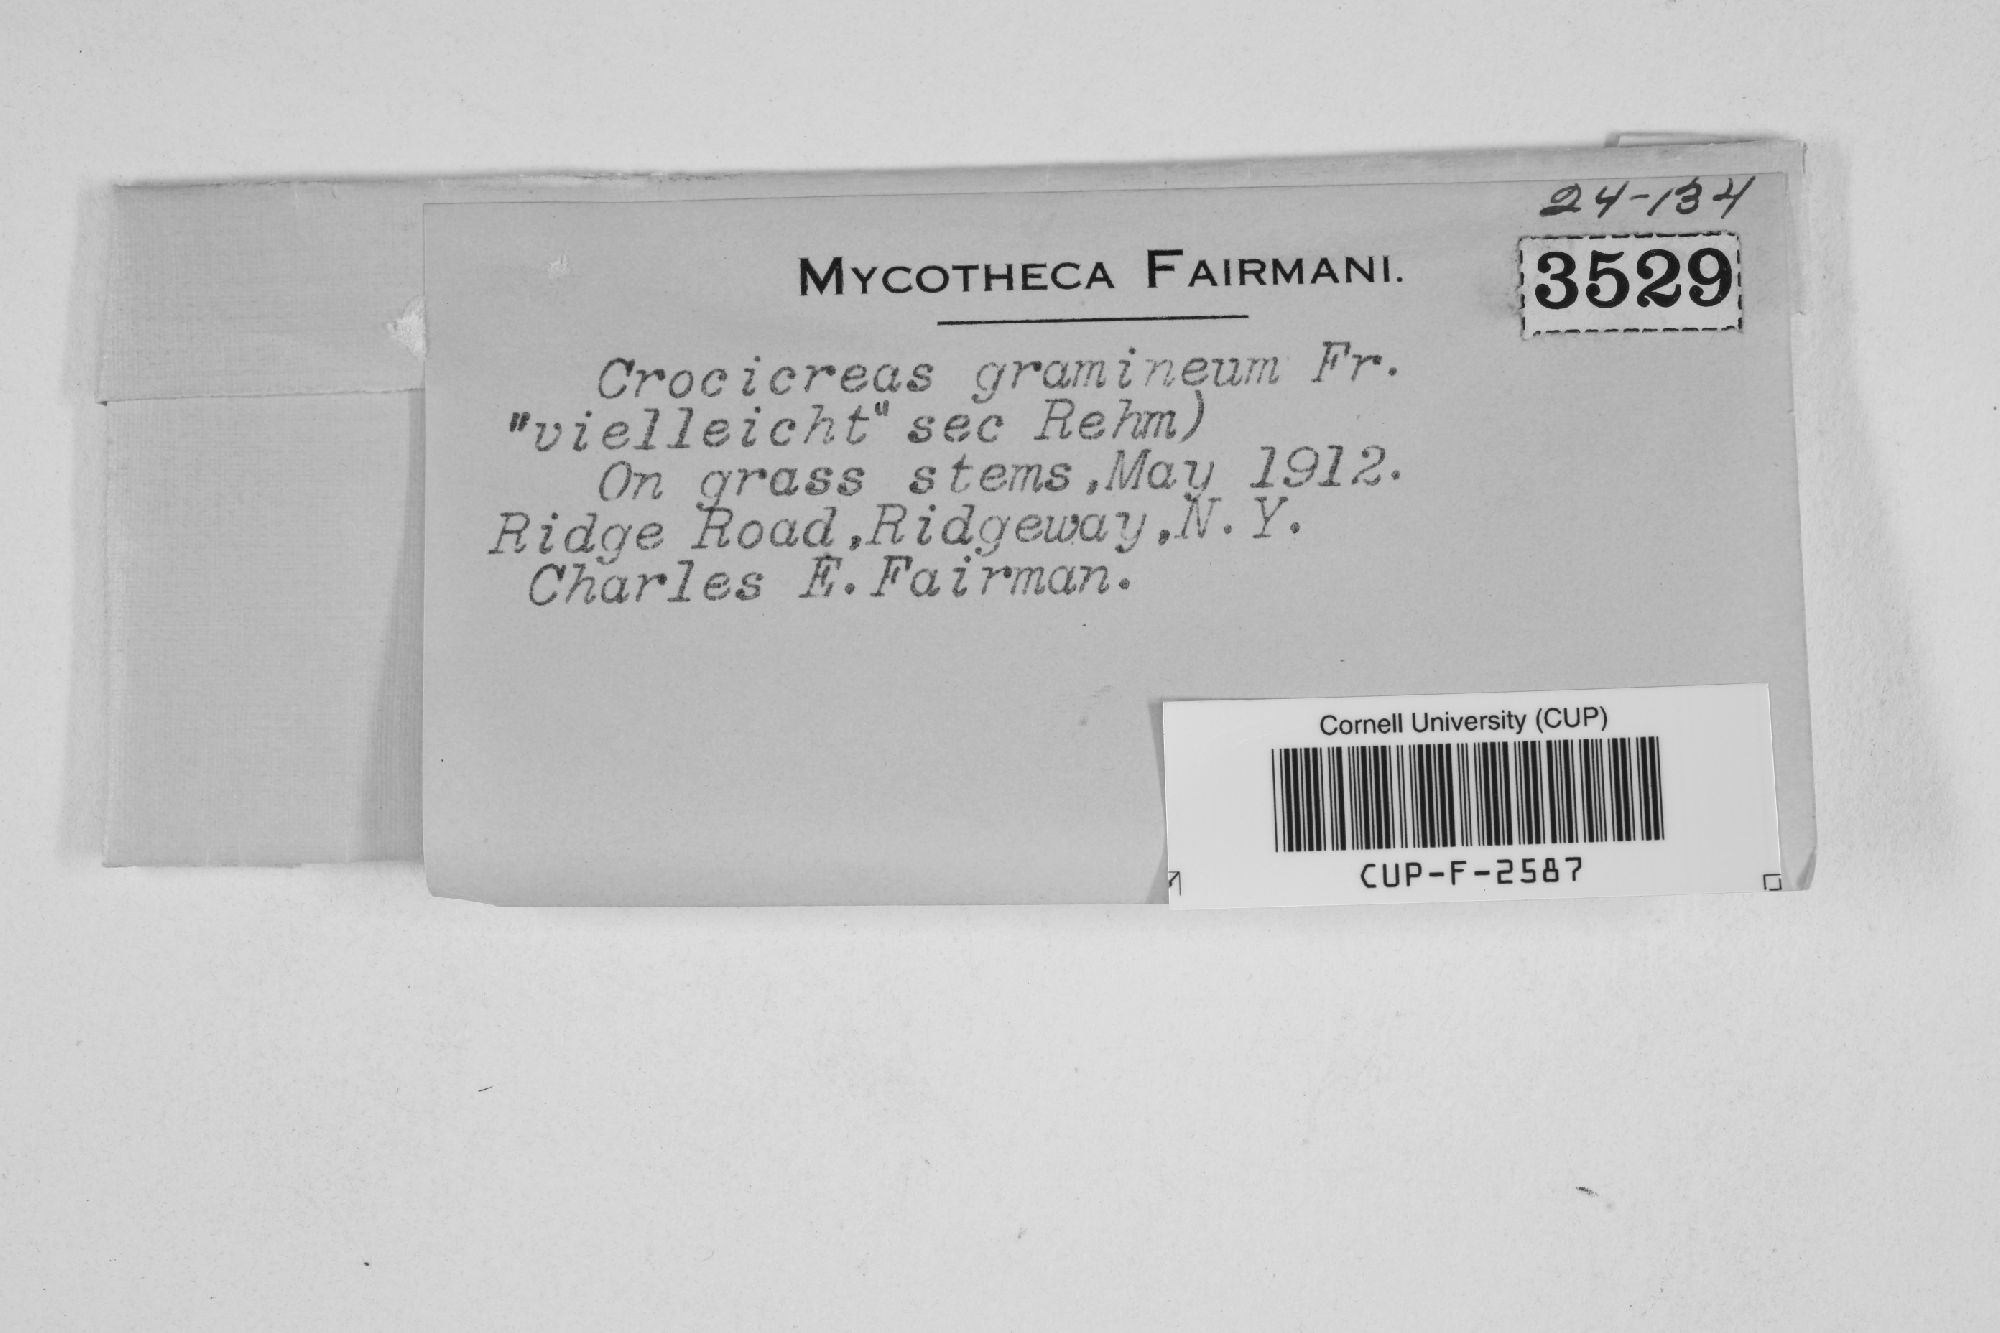 24-134
3529
MYCOTHECA FAIRMANI.
Crocicreas gramineum Fr.
"vielleicht" sec Rehm)
On grass stems,May 1912.
Ridge Road,Ridgeway,N.Y.
Charles E.Fairman.
Cornell University (CUP)
CUP-F-2587